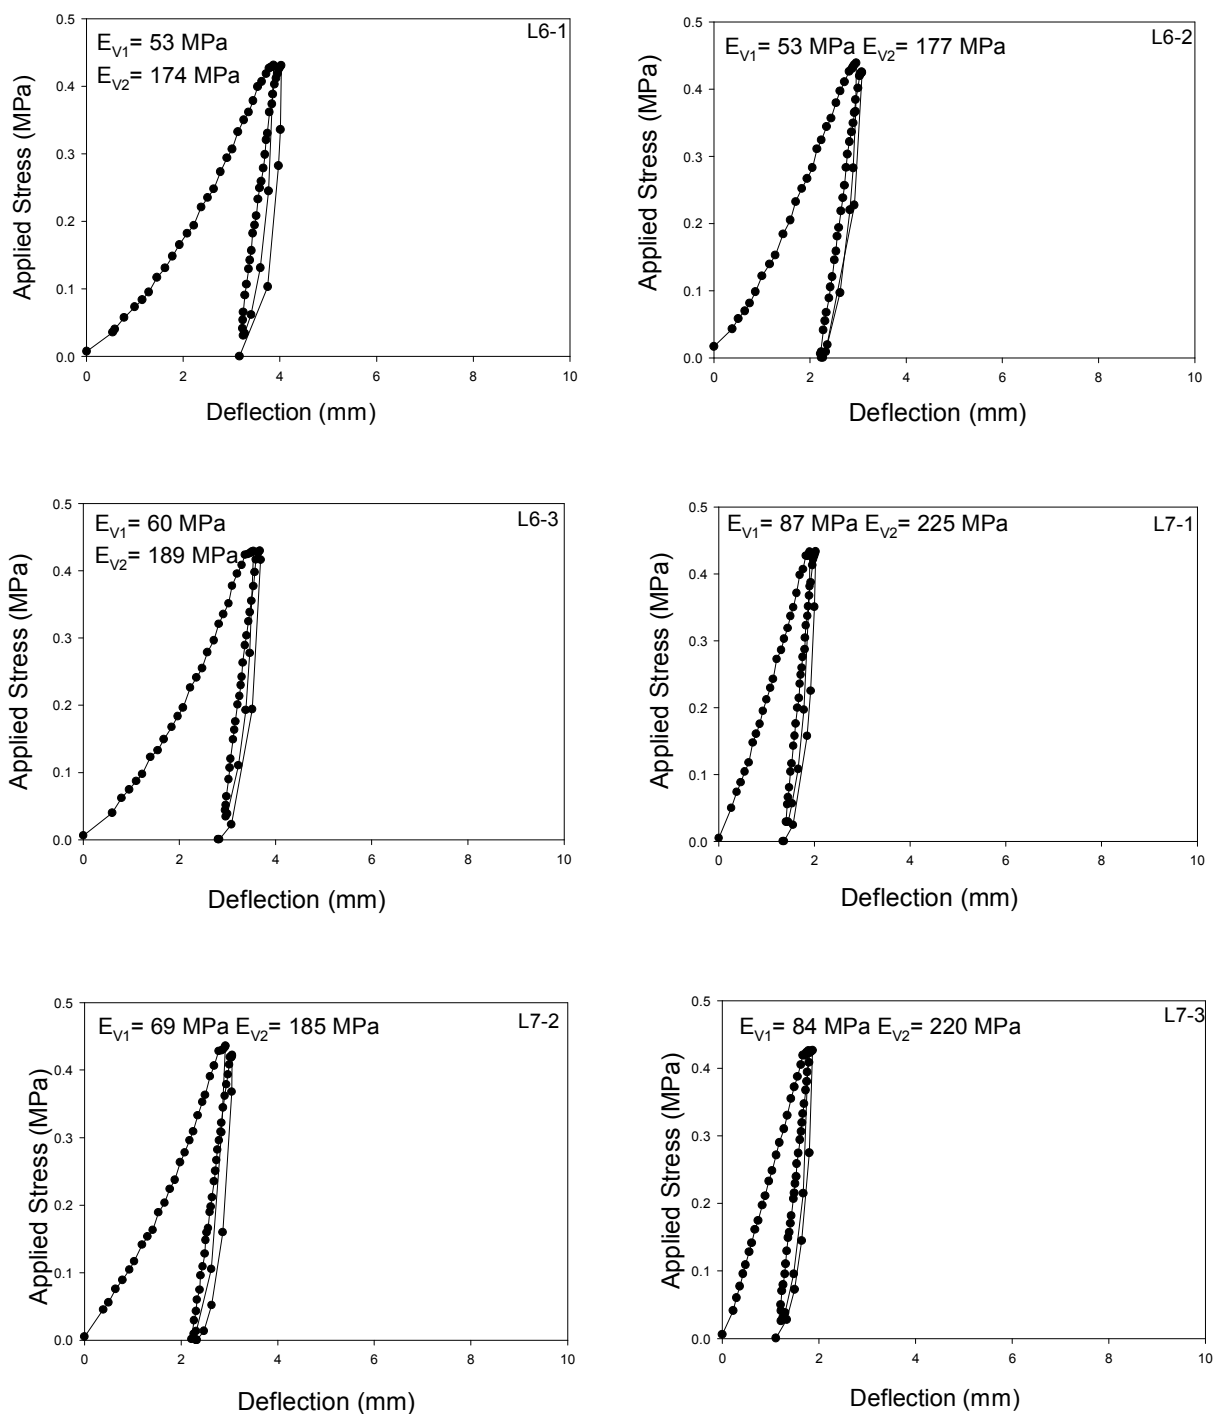 L6-1
E_V1= 53 MPa
E_V2= 174 MPa
Applied Stress (MPa)
0.5
0.4
0.3
0.2
0.1
0.0
0 2 4 6 8 10
Deflection (mm)
L6-2
E_V1= 53 MPa E_V2= 177 MPa
Applied Stress (MPa)
0.5
0.4
0.3
0.2
0.1
0.0
0 2 4 6 8 10
Deflection (mm)
L6-3
E_V1= 60 MPa
E_V2= 189 MPa
Applied Stress (MPa)
0.5
0.4
0.3
0.2
0.1
0.0
0 2 4 6 8 10
Deflection (mm)
L7-1
E_V1= 87 MPa E_V2= 225 MPa
Applied Stress (MPa)
0.5
0.4
0.3
0.2
0.1
0.0
0 2 4 6 8 10
Deflection (mm)
L7-2
E_V1= 69 MPa E_V2= 185 MPa
Applied Stress (MPa)
0.5
0.4
0.3
0.2
0.1
0.0
0 2 4 6 8 10
Deflection (mm)
L7-3
E_V1= 84 MPa E_V2= 220 MPa
Applied Stress (MPa)
0.5
0.4
0.3
0.2
0.1
0.0
0 2 4 6 8 10
Deflection (mm)